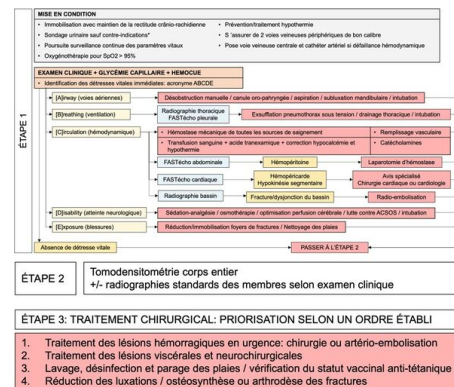 MISE EN CONDITION
• Immobilisation avec maintien de la rectitude crânio-rachidienne
• Sondage urinaire sauf contre-indications*
• Poursuite surveillance continue des paramètres vitaux
• Oxygénothérapie pour SpO2 > 95%
• Prévention/traitement hypothermie
• S 'assurer de 2 voies veineuses périphériques de bon calibre
• Pose voie veineuse centrale et cathéter artériel si défaillance hémodynamique
ÉTAPE 1
EXAMEN CLINIQUE + GLYCÉMIE CAPILLAIRE + HEMOCUE
• Identification des détresses vitales immédiates: acronyme ABCDE
[A]irway (voies aériennes)
Désobstruction manuelle / canule oro-pharyngée / aspiration / subluxation mandibulaire / intubation
[B]reathing (ventilation)
Radiographie thoracique
FASTécho pleurale
Exsufflation pneumothorax sous tension / drainage thoracique / intubation
[C]irculation (hémodynamique)
• Hémostase mécanique de toutes les sources de saignement
• Transfusion sanguine + acide tranexamique + correction hypocalcémie et hypothermie
• Remplissage vasculaire
• Catécholamines
FASTécho abdominale
Hémopéritoine
Laparotomie d'hémostase
FASTécho cardiaque
Hémopéricarde
Hypokinésie segmentaire
Avis spécialisé
Chirurgie cardiaque ou cardiologie
Radiographie bassin
Fracture/disjonction du bassin
Radio-embolisation
[D]isability (atteinte neurologique)
Sédation-analgésie / osmothérapie / optimisation perfusion cérébrale / lutte contre ACSOS / intubation
[E]xposure (blessures)
Réduction/immobilisation foyers de fractures / Nettoyage des plaies
Absence de détresse vitale
PASSER À L'ÉTAPE 2
ÉTAPE 2
Tomodensitométrie corps entier
+/- radiographies standards des membres selon examen clinique
ÉTAPE 3: TRAITEMENT CHIRURGICAL: PRIORISATION SELON UN ORDRE ÉTABLI
1. Traitement des lésions hémorragiques en urgence: chirurgie ou artério-embolisation
2. Traitement des lésions viscérales et neurochirurgicales
3. Lavage, désinfection et parage des plaies / vérification du statut vaccinal anti-tétanique
4. Réduction des luxations / ostéosynthèse ou arthrodèse des fractures